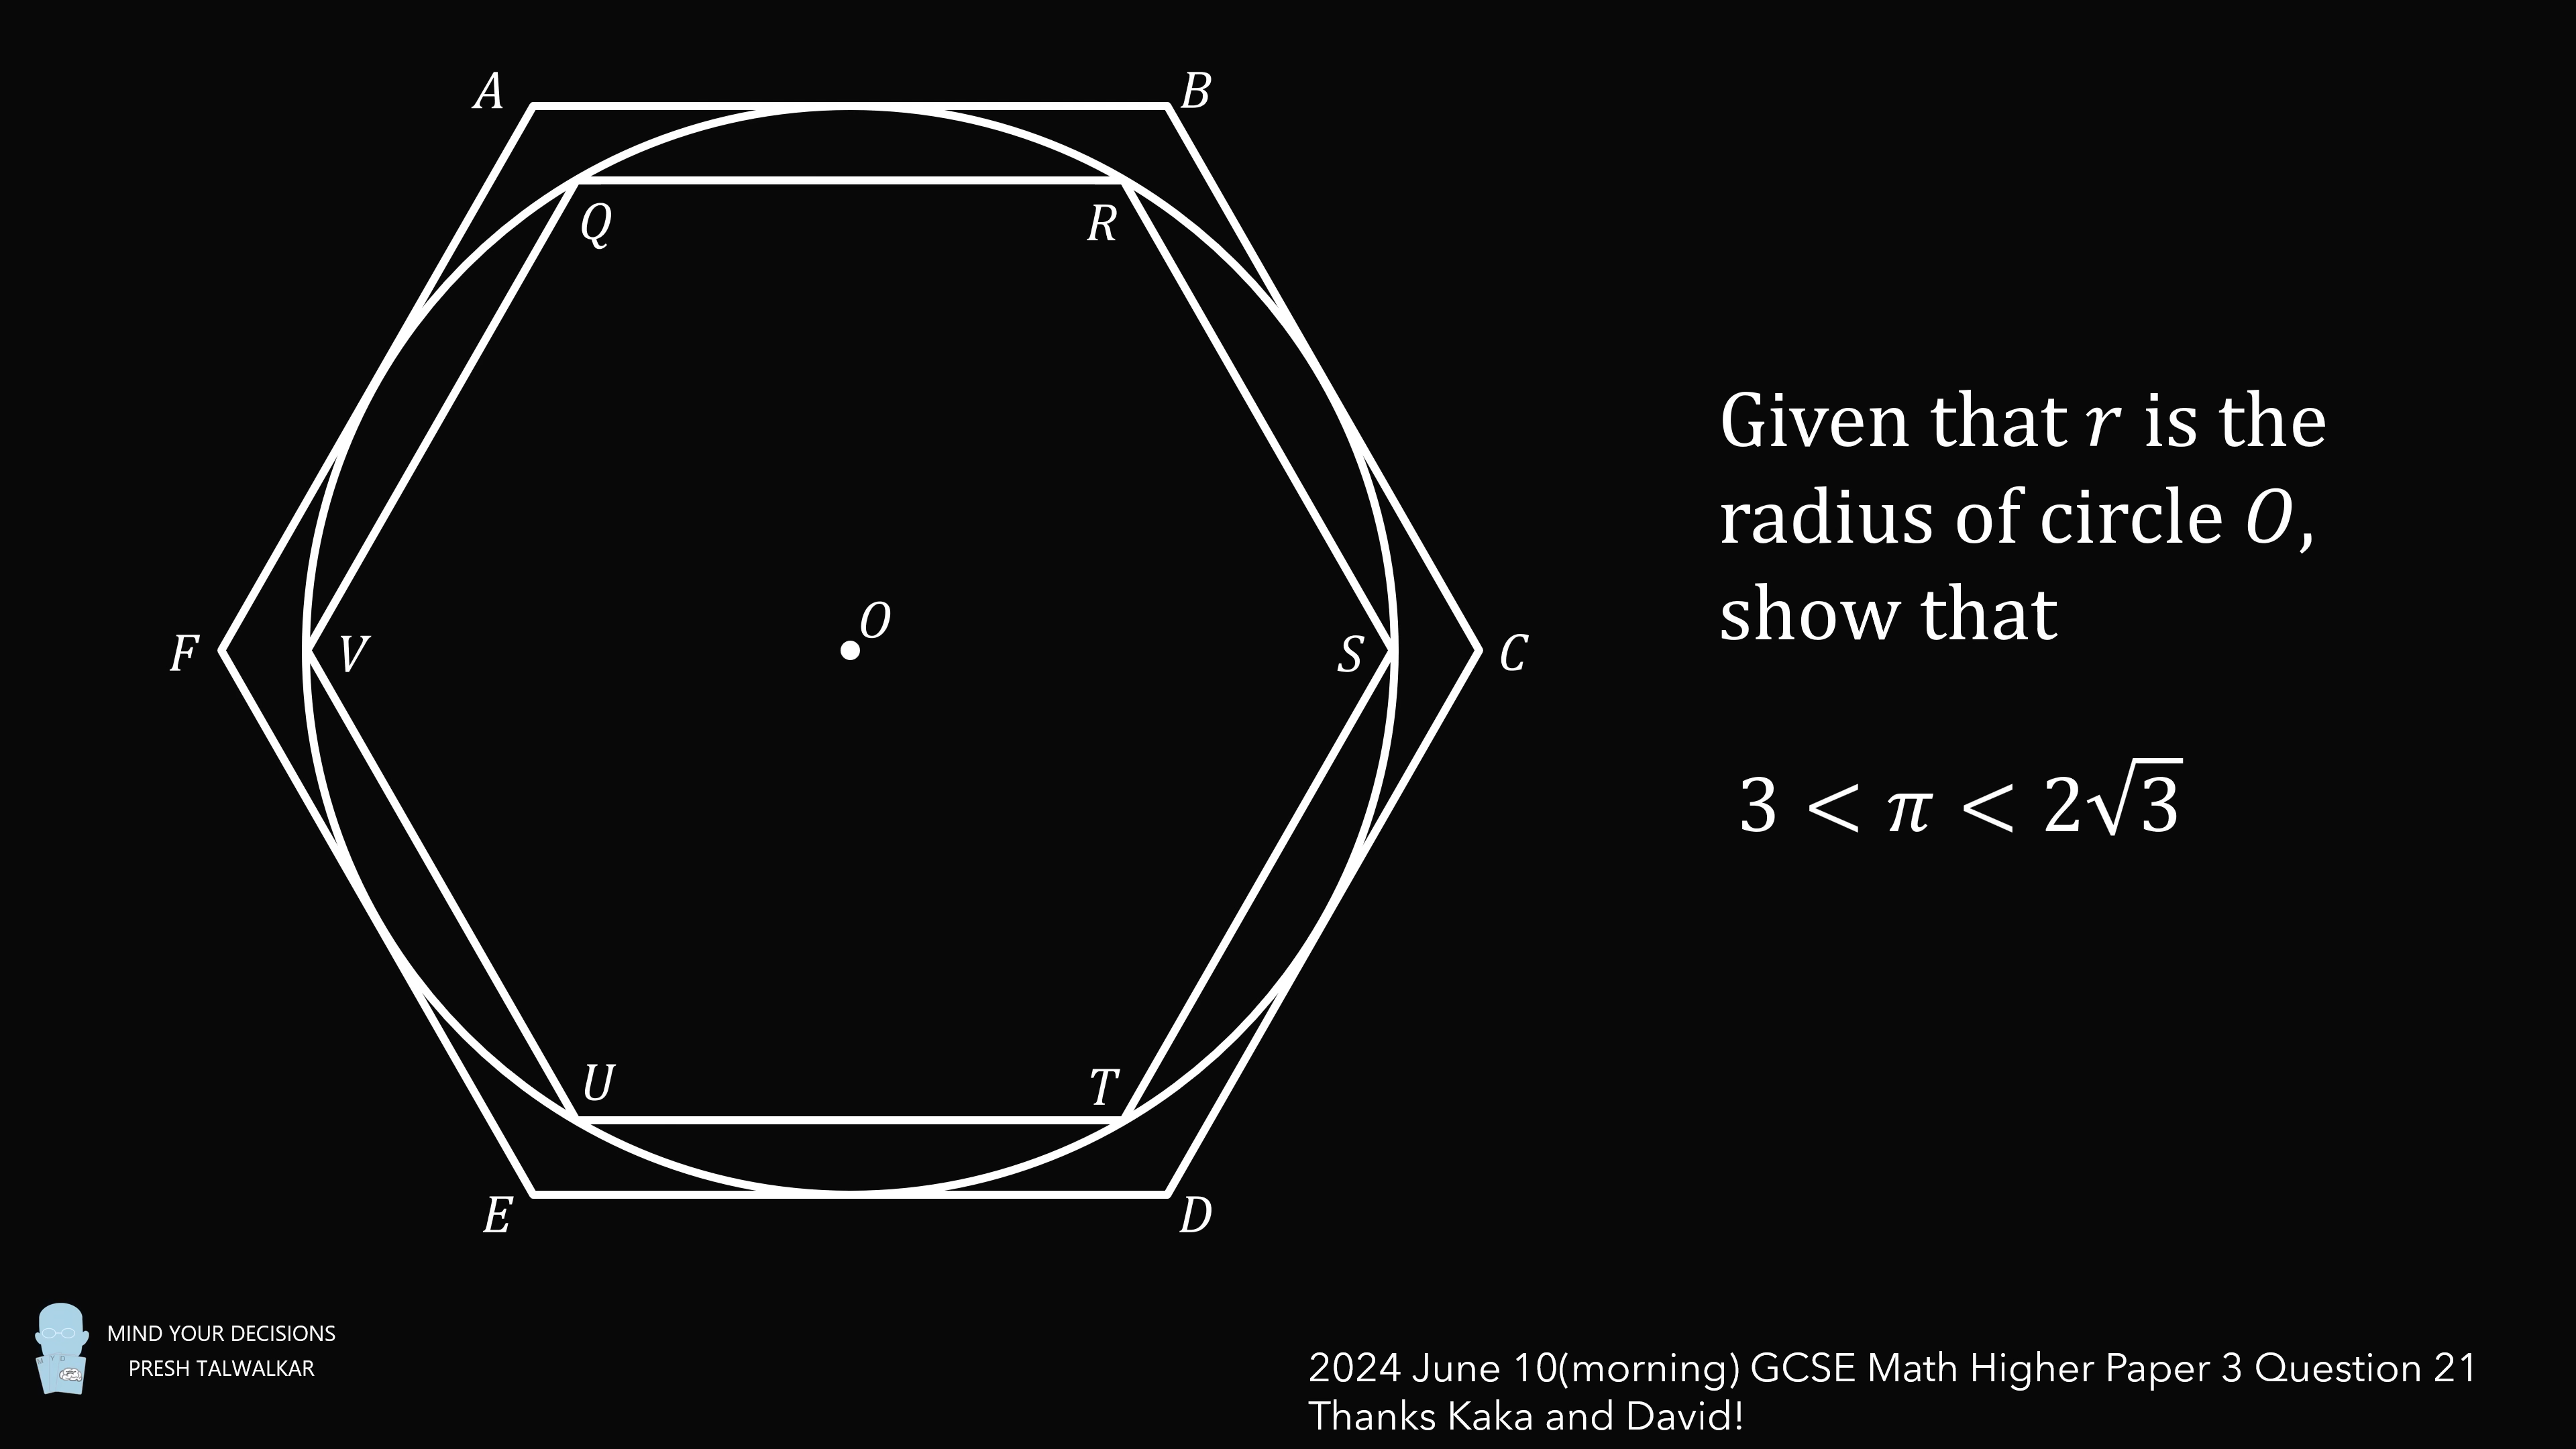 A
B
Q
R
O
F
V
S
C
U
T
E
D
Given that r is the
radius of circle O,
show that
3 < π < 2√3
MIND YOUR DECISIONS
PRESH TALWALKAR
M Y D
2024 June 10(morning) GCSE Math Higher Paper 3 Question 21
Thanks Kaka and David!